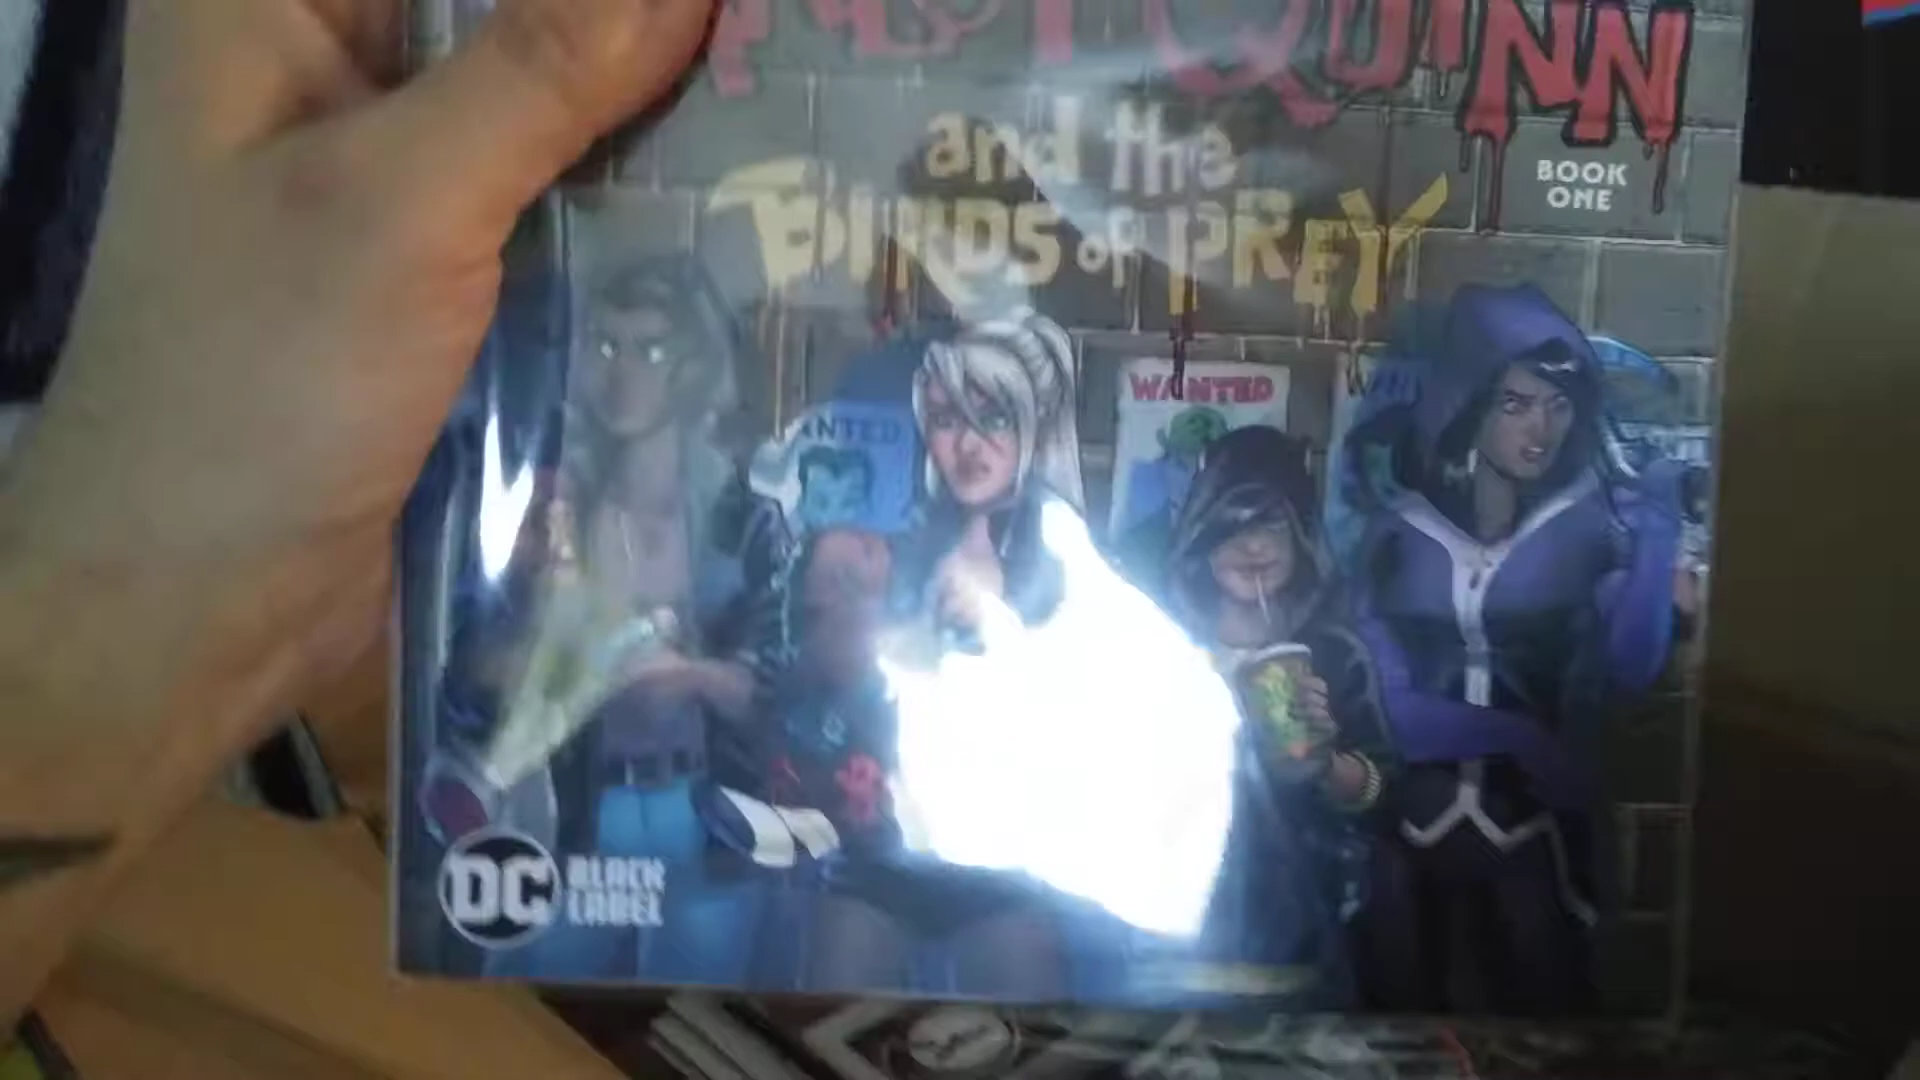 QUINN
and the
BIRDS OF PREY
BOOK
ONE
WANTED
DC
BLACK
LABEL